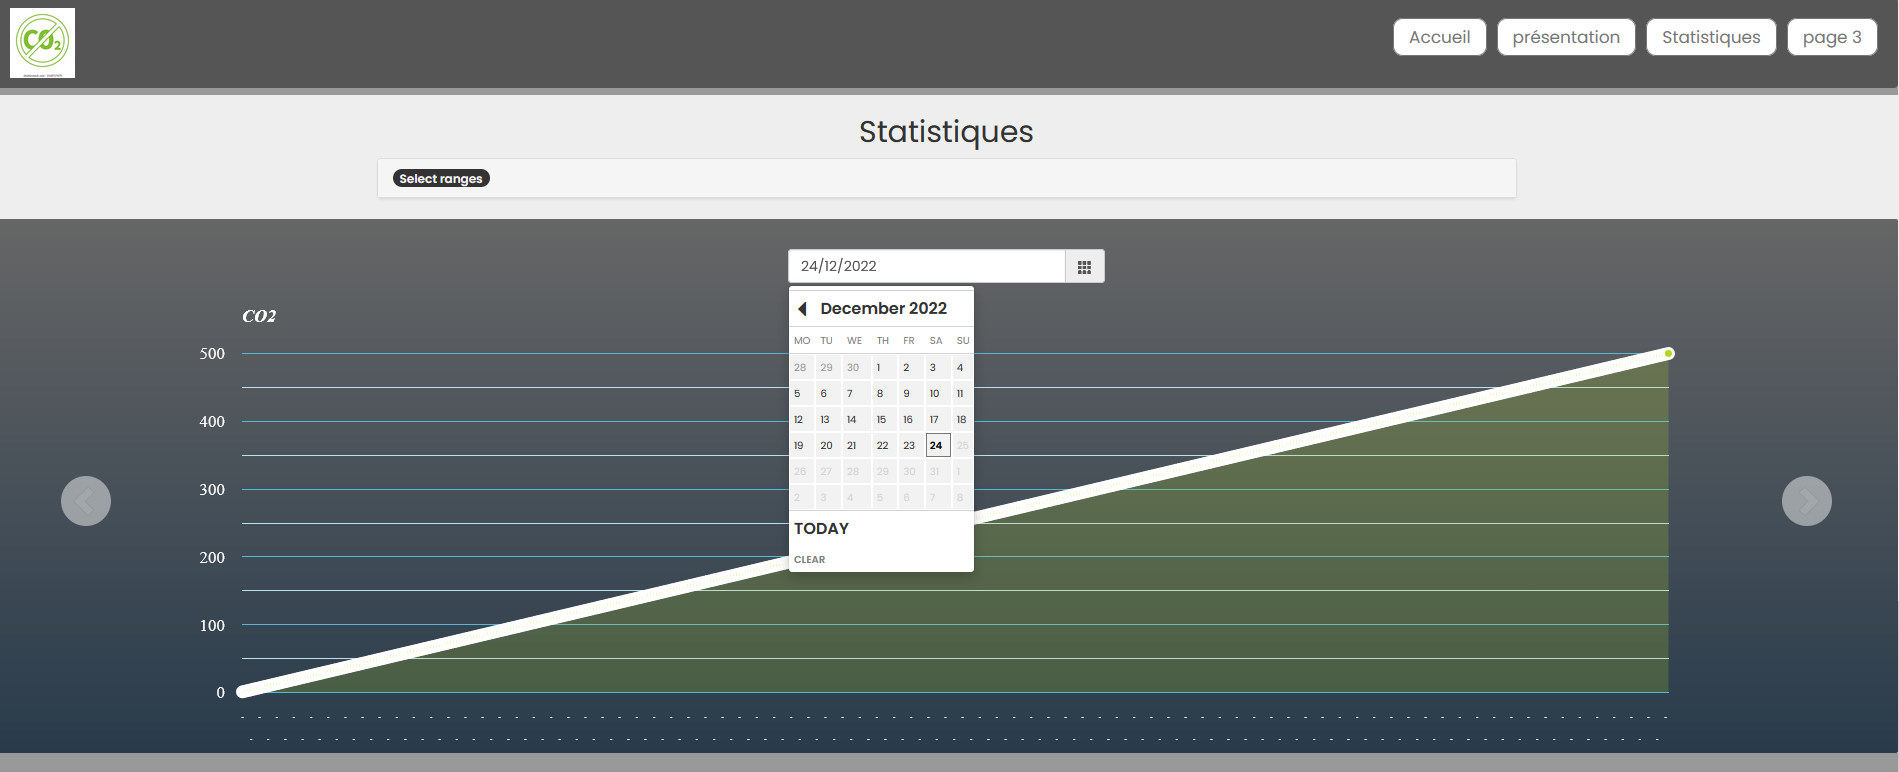 CO2
Accueil présentation Statistiques page 3
Statistiques
Select ranges
24/12/2022
December 2022
MO TU WE TH FR SA SU
28 29 30 1 2 3 4
5 6 7 8 9 10 11
12 13 14 15 16 17 18
19 20 21 22 23 24 25
26 27 28 29 30 31 1
2 3 4 5 6 7 8
TODAY
CLEAR
CO2
500
400
300
200
100
0